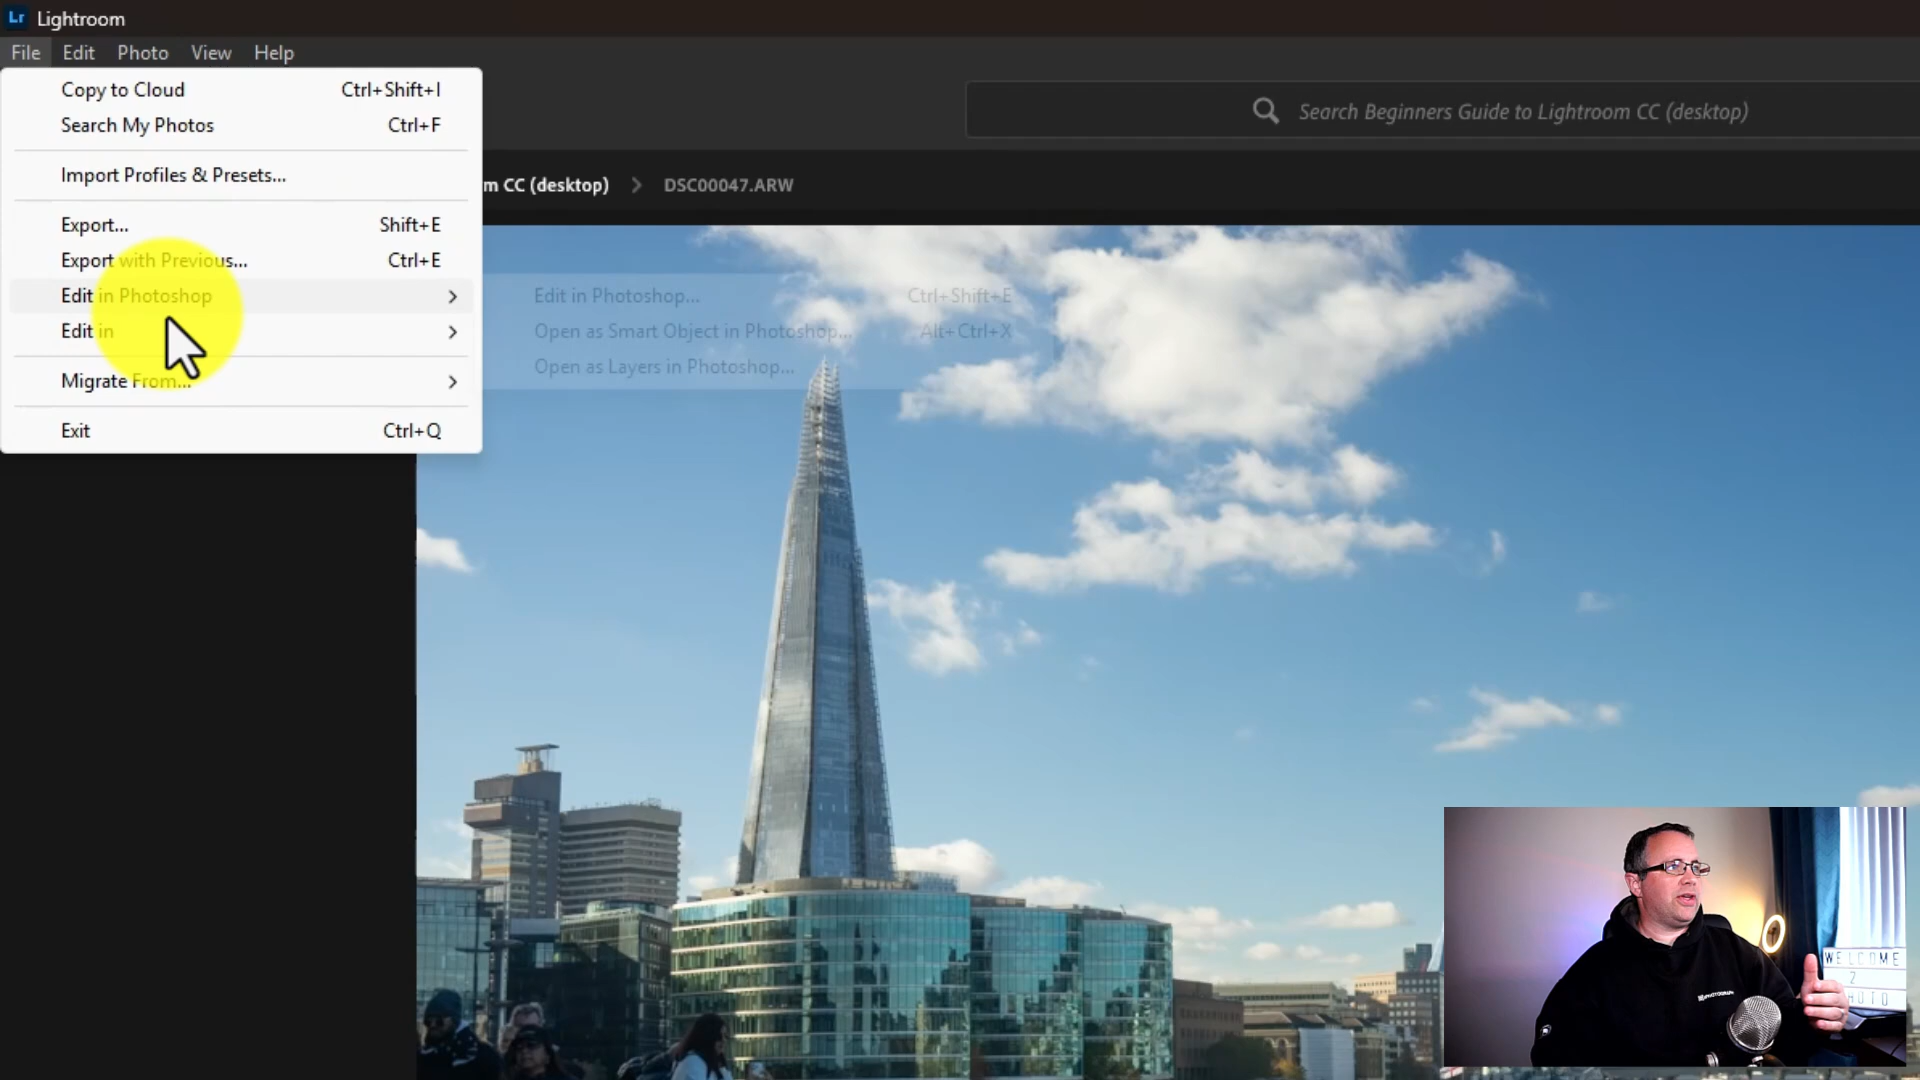 Lr Lightroom
File Edit Photo View Help
Copy to Cloud Ctrl+Shift+I
Search My Photos Ctrl+F
Import Profiles & Presets...
Export... Shift+E
Export with Previous... Ctrl+E
Edit in Photoshop
Edit in
Migrate From...
Exit Ctrl+Q
Edit in Photoshop... Ctrl+Shift+E
Open as Smart Object in Photoshop... Alt+Ctrl+X
Open as Layers in Photoshop...
Search Beginners Guide to Lightroom CC (desktop)
m CC (desktop) > DSC00047.ARW
WELCOME
2